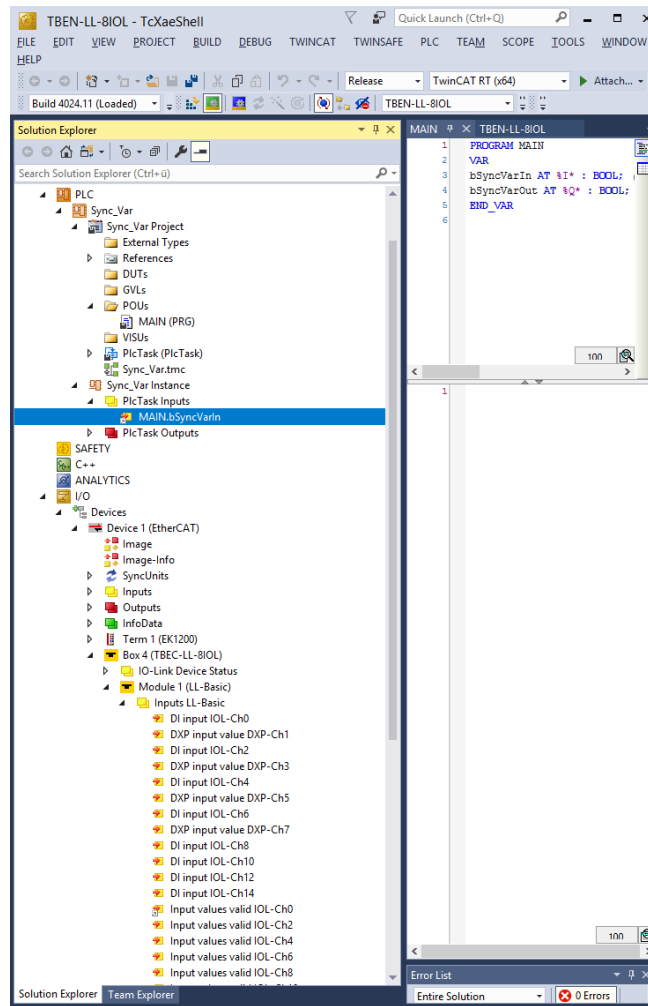 TBEN-LL-8IOL - TcXaeShell
Quick Launch (Ctrl+Q)
FILE EDIT VIEW PROJECT BUILD DEBUG TWINCAT TWINSAFE PLC TEAM SCOPE TOOLS WINDOW
HELP
Release TwinCAT RT (x64) Attach...
Build 4024.11 (Loaded) TBEN-LL-8IOL
Solution Explorer
Search Solution Explorer (Ctrl+ü)
PLC
Sync_Var
Sync_Var Project
External Types
References
DUTs
GVLs
POUs
MAIN (PRG)
VISUs
PlcTask (PlcTask)
Sync_Var.tmc
Sync_Var Instance
PlcTask Inputs
MAIN.bSyncVarIn
PlcTask Outputs
SAFETY
C++
ANALYTICS
I/O
Devices
Device 1 (EtherCAT)
Image
Image-Info
SyncUnits
Inputs
Outputs
InfoData
Term 1 (EK1200)
Box 4 (TBEC-LL-8IOL)
IO-Link Device Status
Module 1 (LL-Basic)
Inputs LL-Basic
DI input IOL-Ch0
DXP input value DXP-Ch1
DI input IOL-Ch2
DXP input value DXP-Ch3
DI input IOL-Ch4
DXP input value DXP-Ch5
DI input IOL-Ch6
DXP input value DXP-Ch7
DI input IOL-Ch8
DI input IOL-Ch10
DI input IOL-Ch12
DI input IOL-Ch14
Input values valid IOL-Ch0
Input values valid IOL-Ch2
Input values valid IOL-Ch4
Input values valid IOL-Ch6
Input values valid IOL-Ch8
Solution Explorer Team Explorer
MAIN TBEN-LL-8IOL
1 PROGRAM MAIN
2 VAR
3 bSyncVarIn AT %I* : BOOL;
4 bSyncVarOut AT %Q* : BOOL;
5 END_VAR
6
100
1
100
Error List
Entire Solution 0 Errors